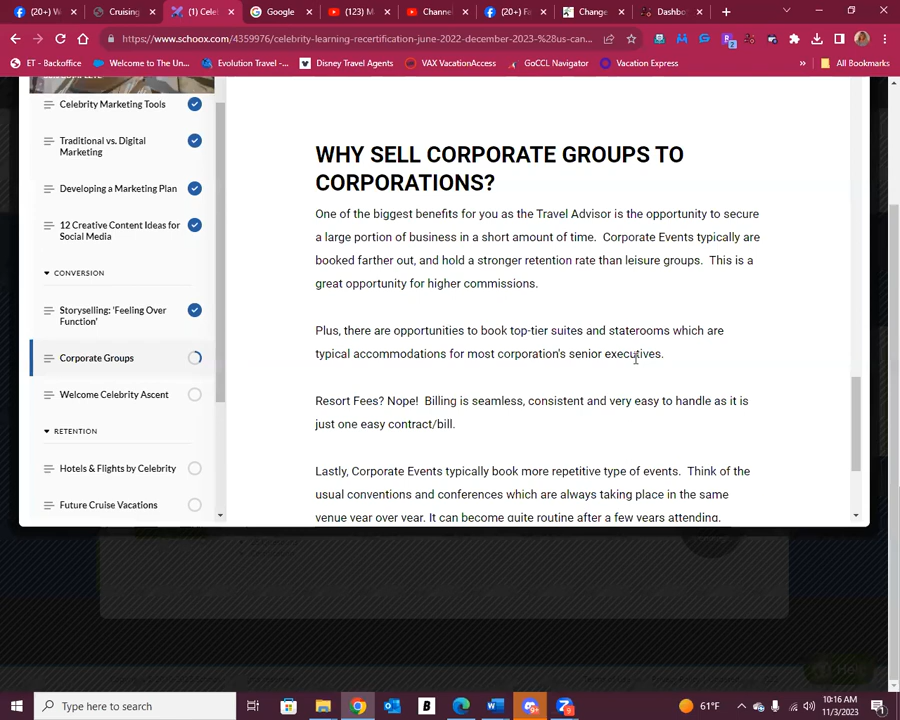 (20+) W
Cruising
(1) Cele
Google
(123) M
Channe
(20+) F
Change
Dashbo
https://www.schoox.com/4359976/celebrity-learning-recertification-june-2022-december-2023-%28us-can...
ET - Backoffice
Welcome to The Un...
Evolution Travel -...
Disney Travel Agents
VAX VacationAccess
GoCCL Navigator
Vacation Express
All Bookmarks
Celebrity Marketing Tools
Traditional vs. Digital
Marketing
Developing a Marketing Plan
12 Creative Content Ideas for
Social Media
CONVERSION
Storyselling: 'Feeling Over
Function'
Corporate Groups
Welcome Celebrity Ascent
RETENTION
Hotels & Flights by Celebrity
Future Cruise Vacations
WHY SELL CORPORATE GROUPS TO
CORPORATIONS?
One of the biggest benefits for you as the Travel Advisor is the opportunity to secure
a large portion of business in a short amount of time. Corporate Events typically are
booked farther out, and hold a stronger retention rate than leisure groups. This is a
great opportunity for higher commissions.
Plus, there are opportunities to book top-tier suites and staterooms which are
typical accommodations for most corporation's senior executives.
Resort Fees? Nope! Billing is seamless, consistent and very easy to handle as it is
just one easy contract/bill.
Lastly, Corporate Events typically book more repetitive type of events. Think of the
usual conventions and conferences which are always taking place in the same
venue year over year. It can become quite routine after a few years attending.
Help
Type here to search
61°F
10:16 AM
11/3/2023